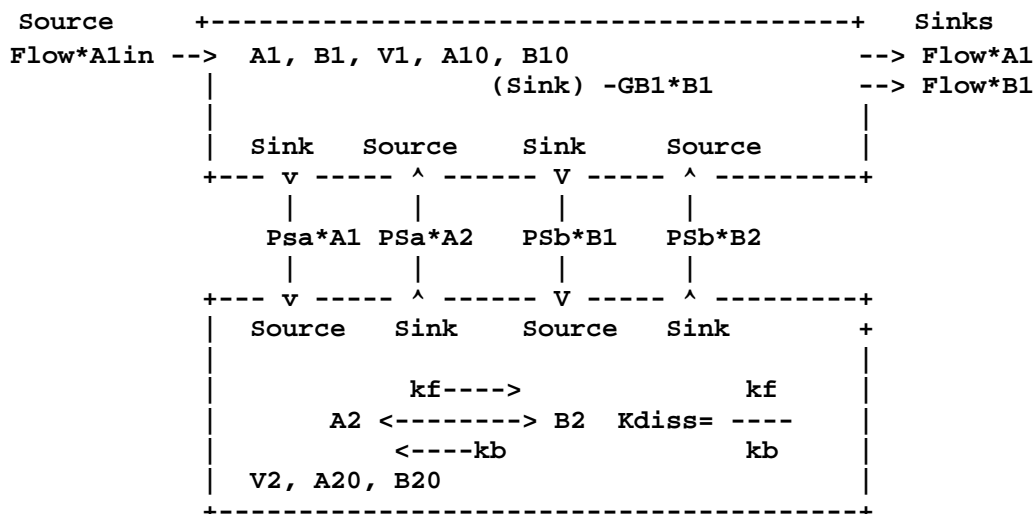 Source +----------------------------------+ Sinks
Flow*A1in --> A1, B1, V1, A10, B10 --> Flow*A1
| (Sink) -GB1*B1 --> Flow*B1
| |
| Sink Source Sink Source |
+--- v ----- ^ ------ V ----- ^ ---------+
| | | |
Psa*A1 PSa*A2 PSb*B1 PSb*B2
| | | |
+--- v ----- ^ ------ V ----- ^ ---------+
| Source Sink Source Sink +
| |
| kf----> kf |
| A2 <--------> B2 Kdiss= ---- |
| <----kb kb |
| V2, A20, B20 |
+----------------------------------------+